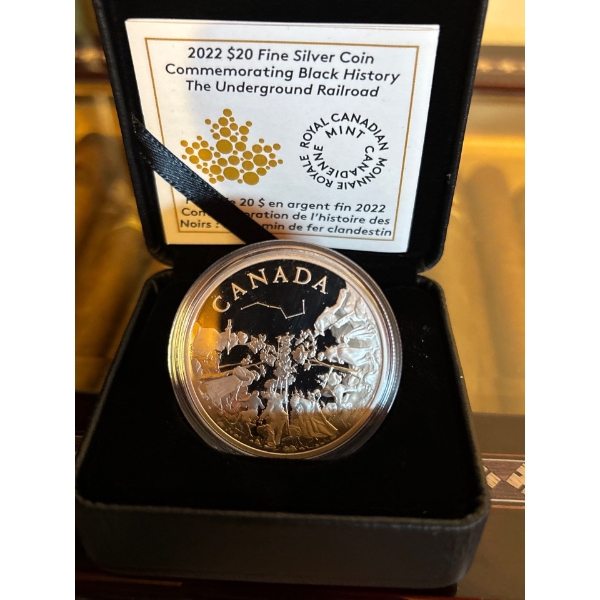 2022 $20 Fine Silver Coin
Commemorating Black History
The Underground Railroad
ROYAL CANADIAN MINT
MONNAIE ROYALE CANADIENNE
20 $ en argent fin 2022
de l'histoire des
Noirs : de fer clandestin
CANADA